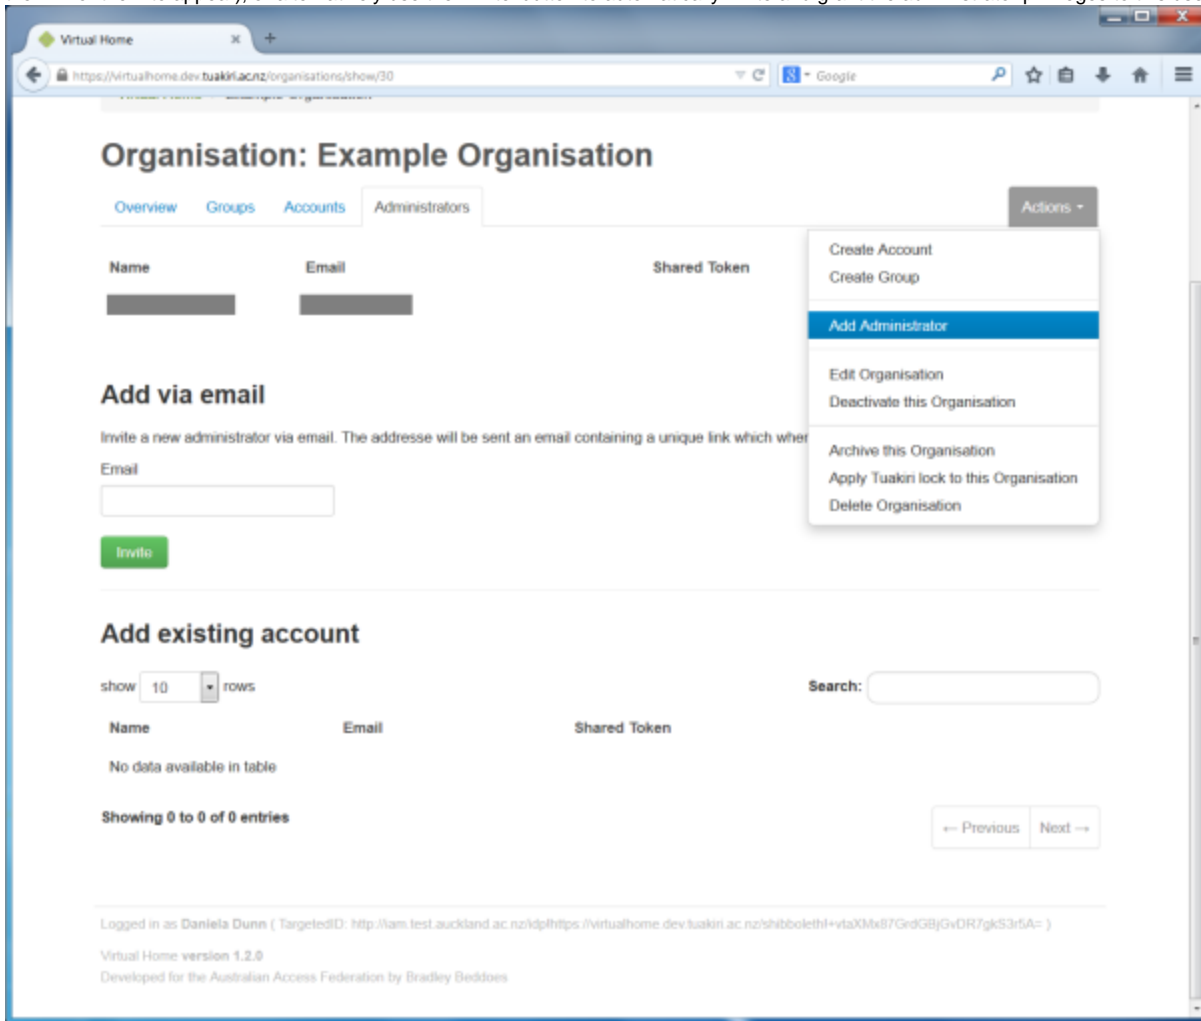 Virtual Home
https://virtualhome.dev.tuakiri.ac.nz/organisations/show/30
Google
Organisation: Example Organisation
Overview Groups Accounts Administrators Actions
Name Email Shared Token
Create Account
Create Group
Add Administrator
Edit Organisation
Deactivate this Organisation
Archive this Organisation
Apply Tuakiri lock to this Organisation
Delete Organisation
Add via email
Invite a new administrator via email. The addresse will be sent an email containing a unique link which
Email
Invite
Add existing account
show 10 rows Search:
Name Email Shared Token
No data available in table
Showing 0 to 0 of 0 entries
← Previous Next →
Logged in as Daniela Dunn ( TargetedID:
Virtual Home version 1.2.0
Developed for the Australian Access Federation by Bradley Beddoes